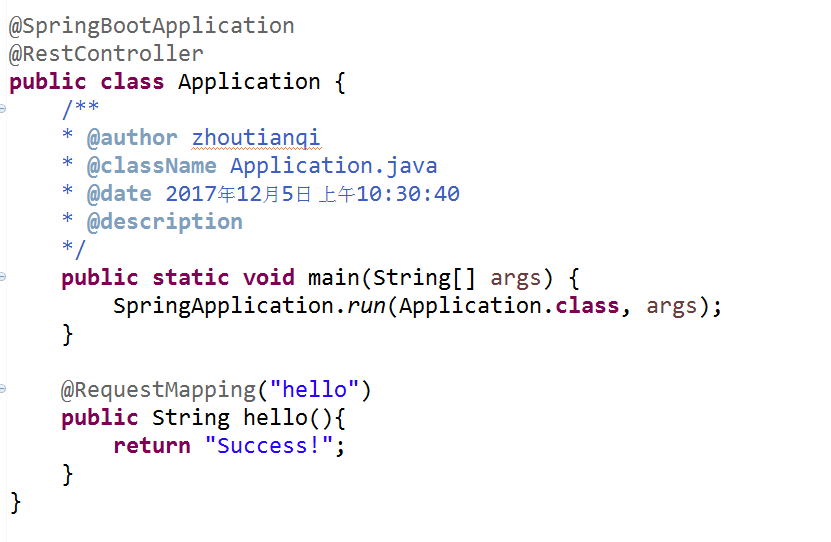 @SpringBootApplication
@RestController
public class Application {
    /**
    * @author zhoutianqi
    * @className Application.java
    * @date 2017年12月5日 上午10:30:40
    * @description
    */
    public static void main(String[] args) {
        SpringApplication.run(Application.class, args);
    }

    @RequestMapping("hello")
    public String hello(){
        return "Success!";
    }
}